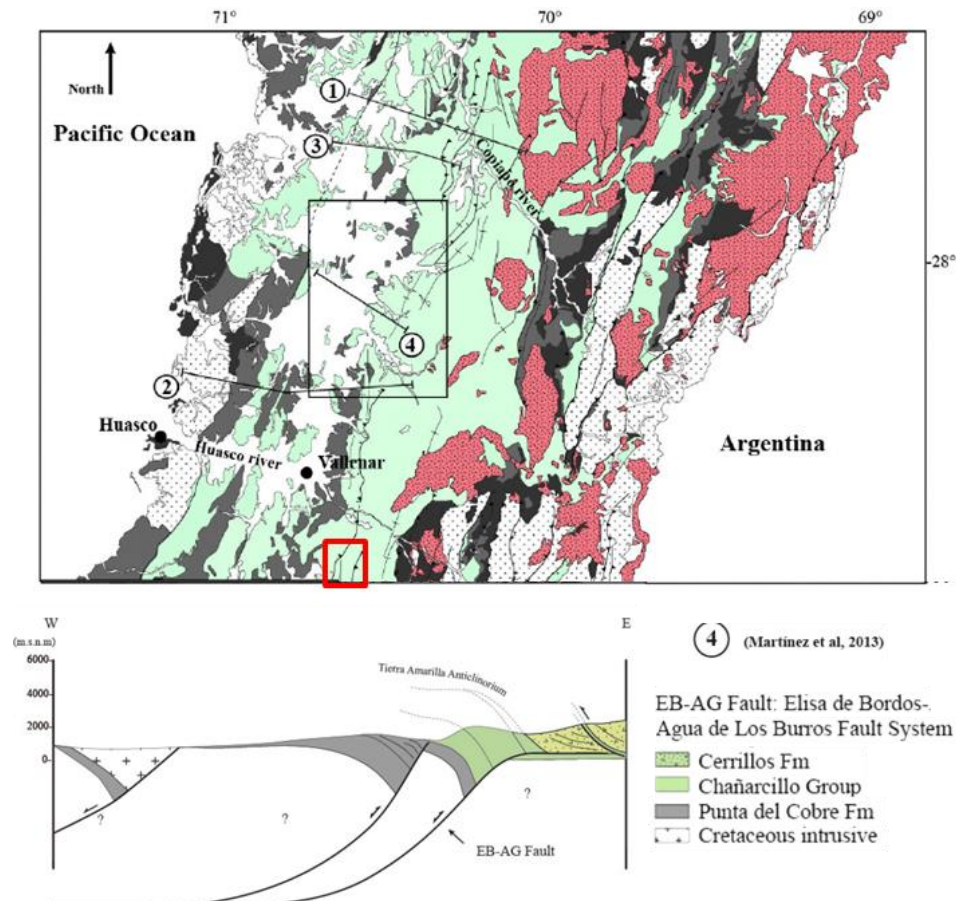 71°
70°
69°
North
Pacific Ocean
1
3
Copiapó river
28°
4
2
Huasco
Huasco river
Vallenar
Argentina
W
E
(m.s.n.m)
6000
4000
2000
0
Tierra Amarilla Anticlinorium
?
?
?
EB-AG Fault
4 (Martínez et al, 2013)
EB-AG Fault: Elisa de Bordos-
Agua de Los Burros Fault System
Cerrillos Fm
Chañarcillo Group
Punta del Cobre Fm
Cretaceous intrusive